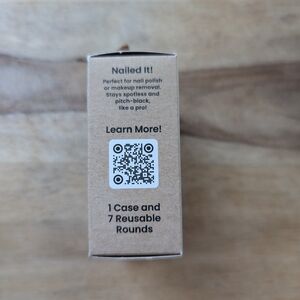 Nailed It!
Perfect for nail polish
or makeup removal.
Stays spotless and
pitch-black,
like a pro!
Learn More!
1 Case and
7 Reusable
Rounds